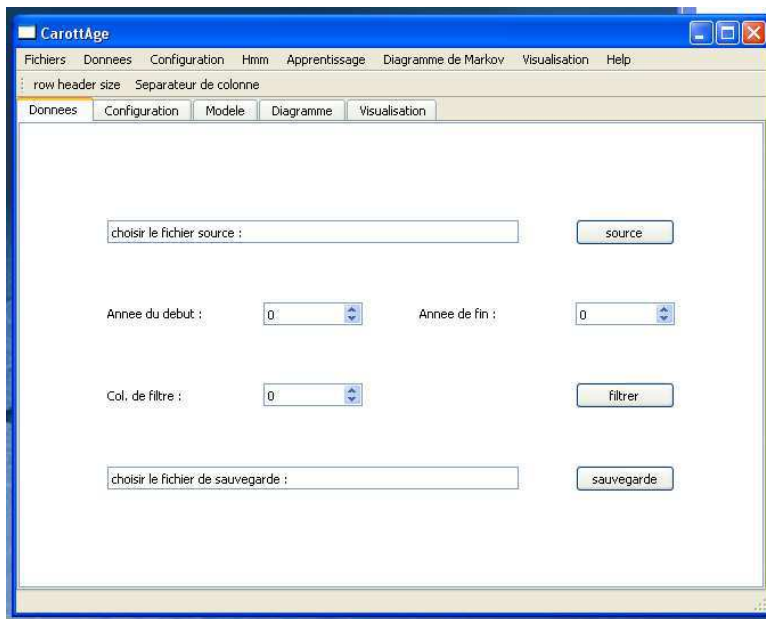 CarottAge
Fichiers Donnees Configuration Hmm Apprentissage Diagramme de Markov Visualisation Help
row header size Separateur de colonne
Donnees Configuration Modele Diagramme Visualisation
choisir le fichier source : source
Annee du debut : 0 Annee de fin : 0
Col. de filtre : 0 filtrer
choisir le fichier de sauvegarde : sauvegarde